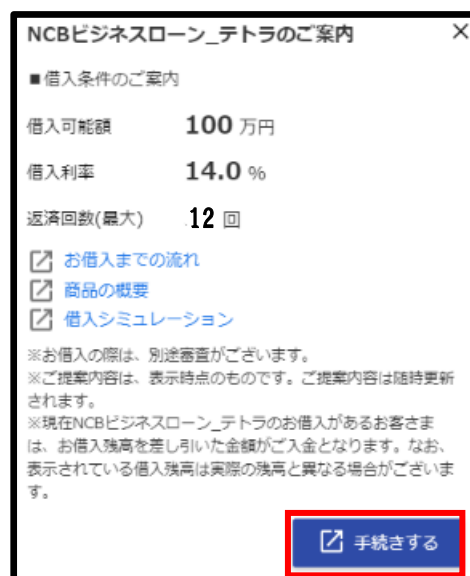 NCBビジネスローン_テトラのご案内 ×
■借入条件のご案内
借入可能額 100 万円
借入利率 14.0 %
返済回数(最大) 12 回
お借入までの流れ
商品の概要
借入シミュレーション
※お借入の際は、別途審査がございます。
※ご提案内容は、表示時点のものです。ご提案内容は随時更新
されます。
※現在NCBビジネスローン_テトラのお借入があるお客さま
は、お借入残高を差し引いた金額がご入金となります。なお、
表示されている借入残高は実際の残高と異なる場合がございま
す。
手続きする